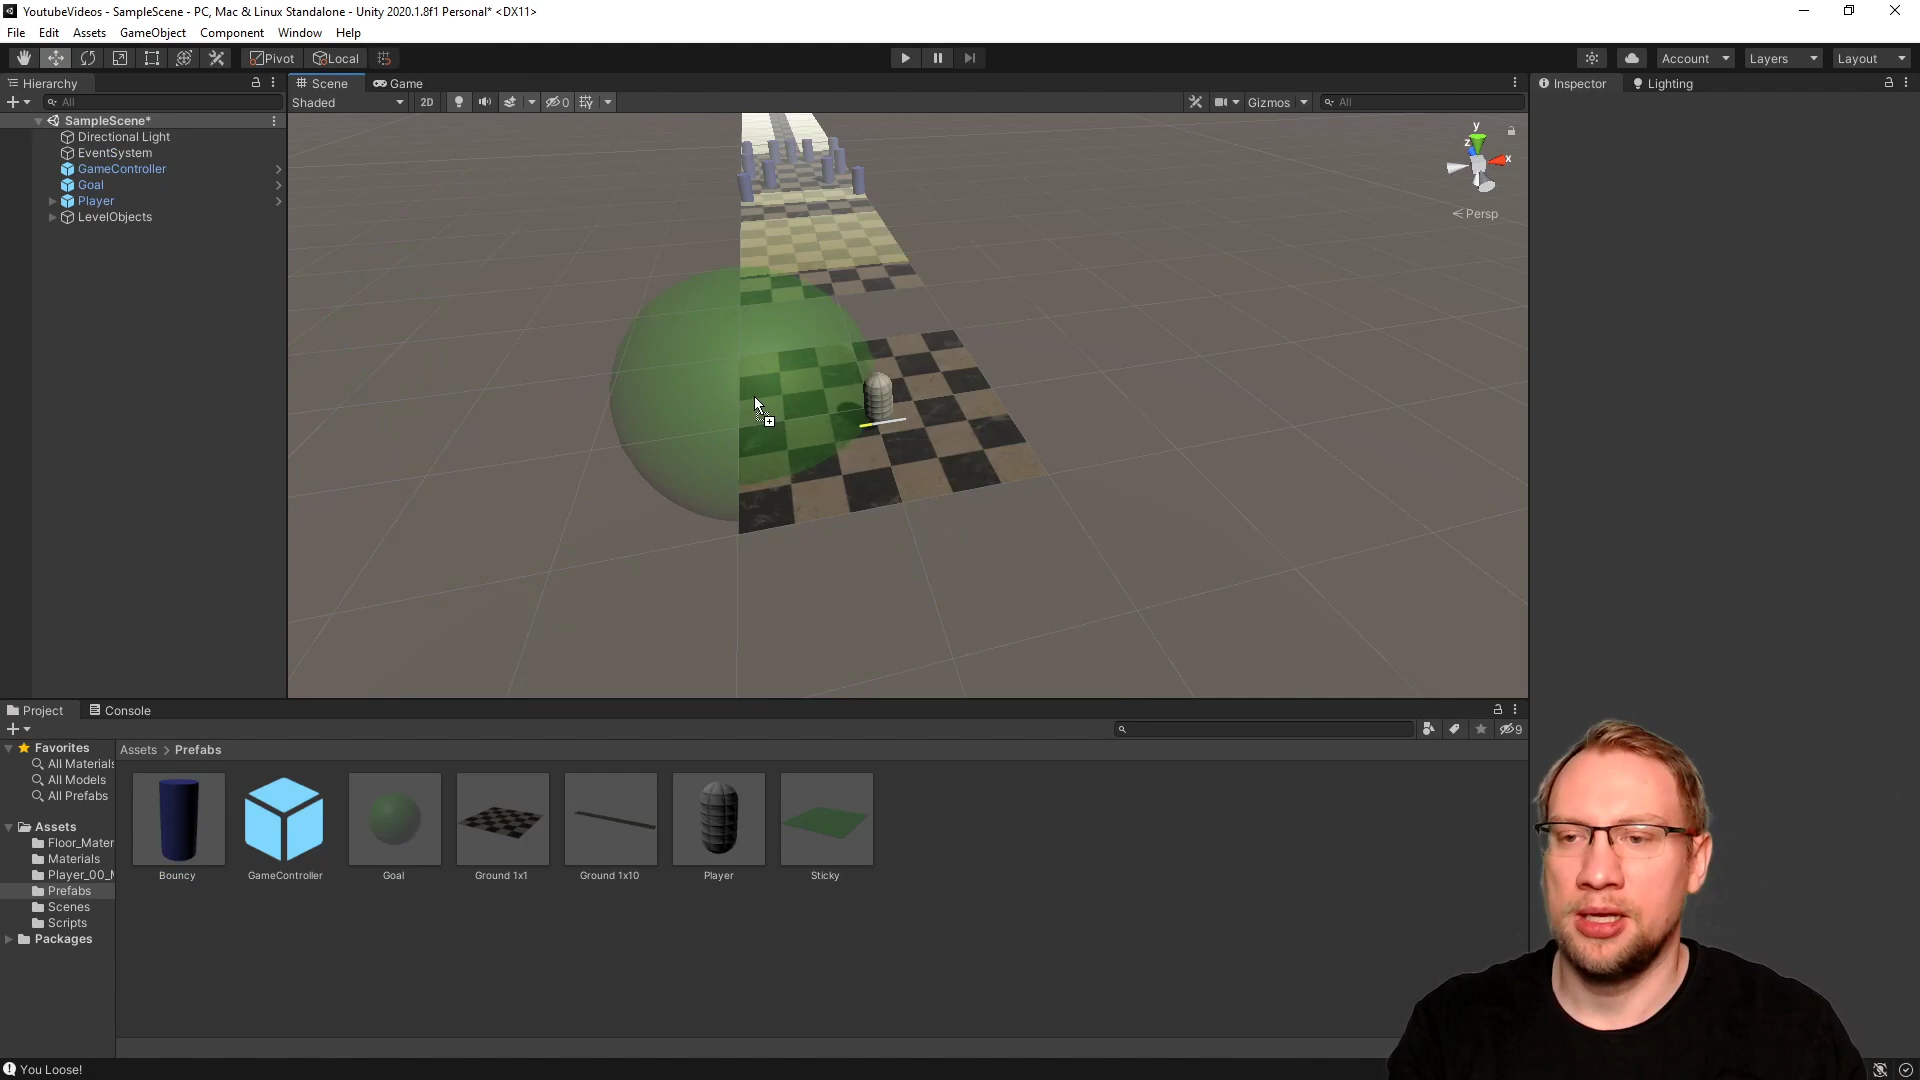 YoutubeVideos - SampleScene - PC, Mac & Linux Standalone - Unity 2020.1.8f1 Personal* <DX11>
File Edit Assets GameObject Component Window Help
Pivot Local Account Layers Layout
Hierarchy
All
SampleScene*
Directional Light
EventSystem
GameController
Goal
Player
LevelObjects
Scene Game
Shaded 2D 0 Gizmos All
y
z
x
Persp
Inspector Lighting
Project Console
9
Favorites
All Materials
All Models
All Prefabs
Assets
Floor_Mater
Materials
Player_00_M
Prefabs
Scenes
Scripts
Packages
Assets > Prefabs
Bouncy GameController Goal Ground 1x1 Ground 1x10 Player Sticky
You Loose!